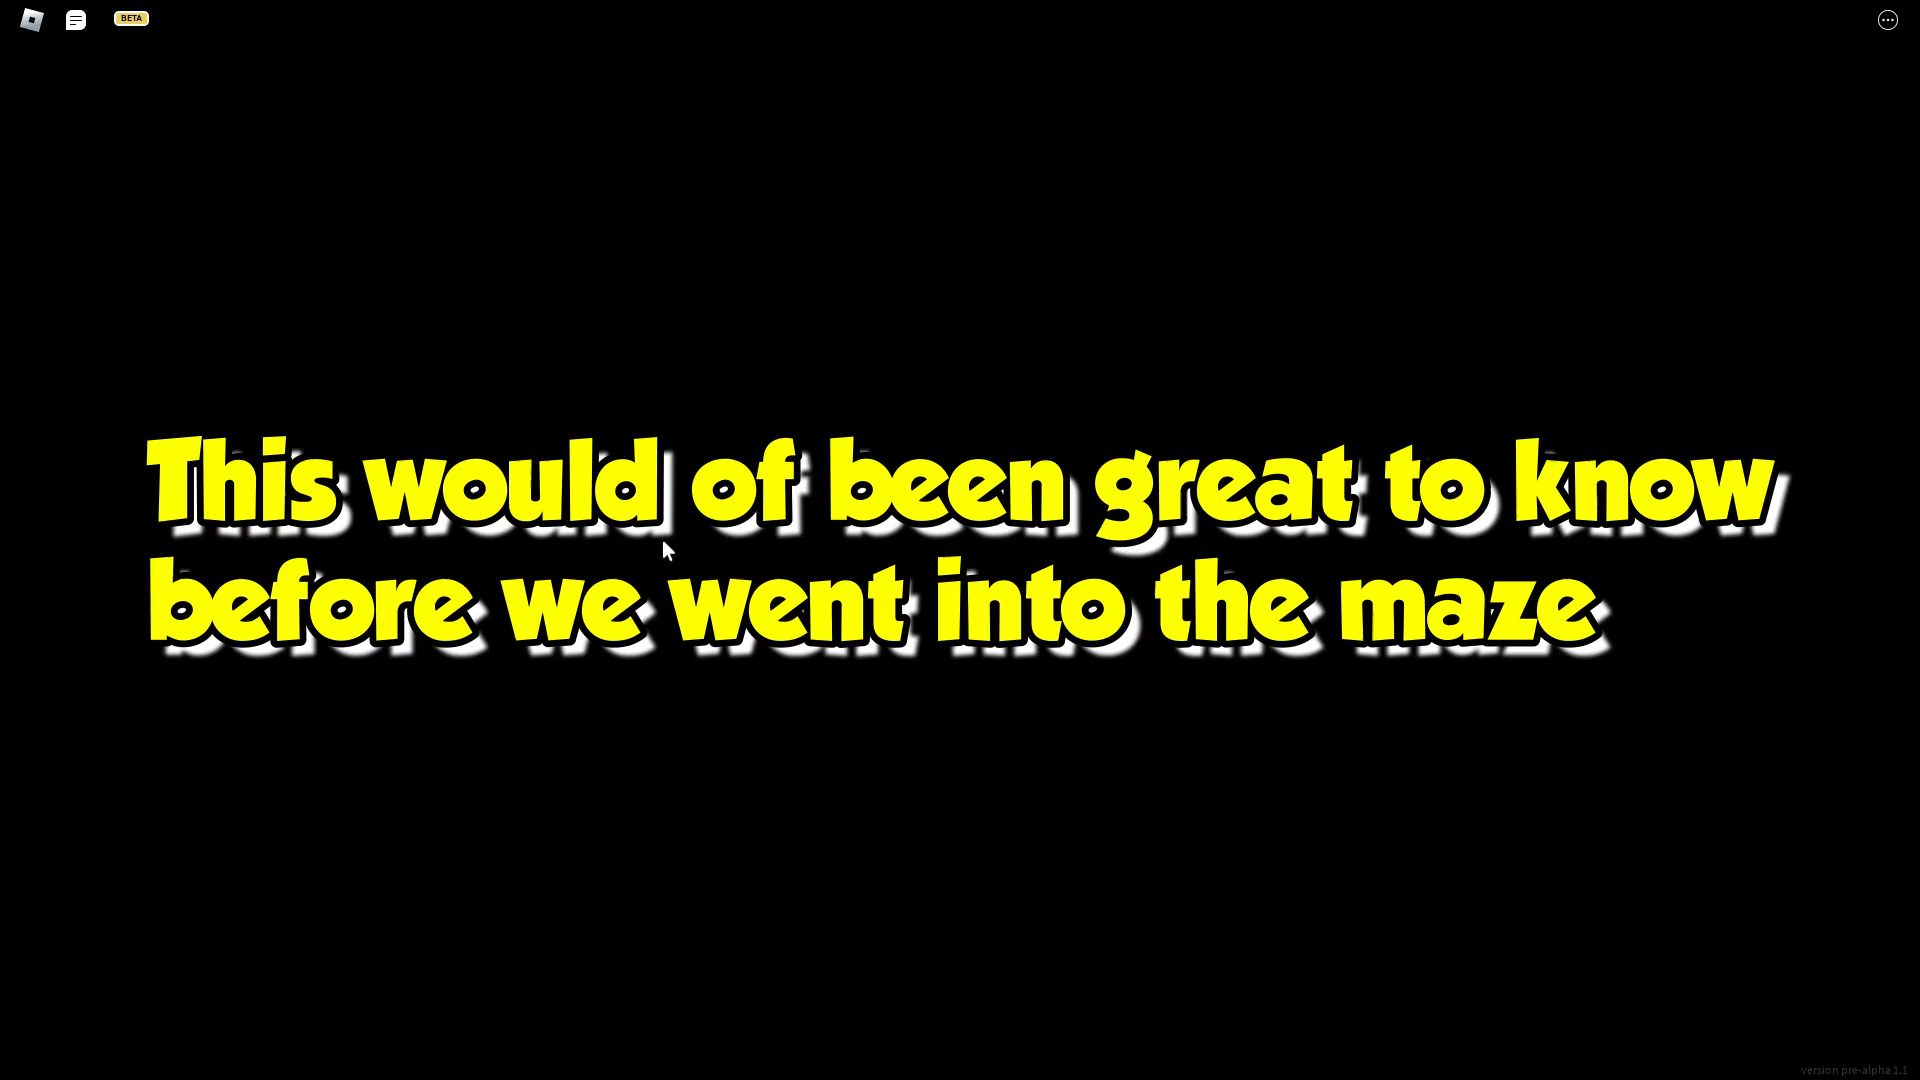 BETA
This would of been great to know
before we went into the maze
version pre-alpha 1.1